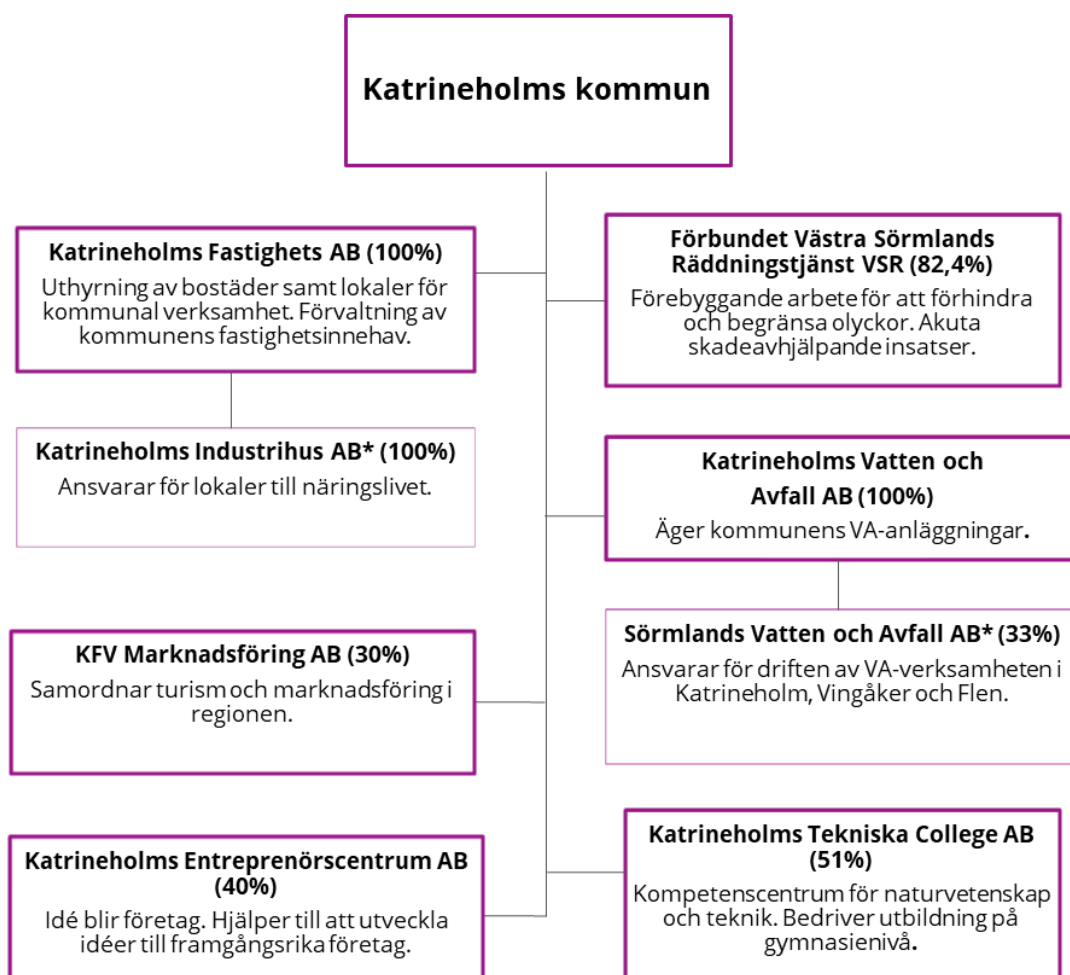 Katrineholms kommun
Katrineholms Fastighets AB (100%)
Uthyrning av bostäder samt lokaler för
kommunal verksamhet. Förvaltning av
kommunens fastighetsinnehav.
Förbundet Västra Sörmlands
Räddningstjänst VSR (82,4%)
Förebyggande arbete för att förhindra
och begränsa olyckor. Akuta
skadeavhjälpande insatser.
Katrineholms Industrihus AB* (100%)
Ansvarar för lokaler till näringslivet.
Katrineholms Vatten och
Avfall AB (100%)
Äger kommunens VA-anläggningar.
KFV Marknadsföring AB (30%)
Samordnar turism och marknadsföring i
regionen.
Sörmlands Vatten och Avfall AB* (33%)
Ansvarar för driften av VA-verksamheten i
Katrineholm, Vingåker och Flen.
Katrineholms Entreprenörscentrum AB
(40%)
Idé blir företag. Hjälper till att utveckla
idéer till framgångsrika företag.
Katrineholms Tekniska College AB
(51%)
Kompetenscentrum för naturvetenskap
och teknik. Bedriver utbildning på
gymnasienivå.